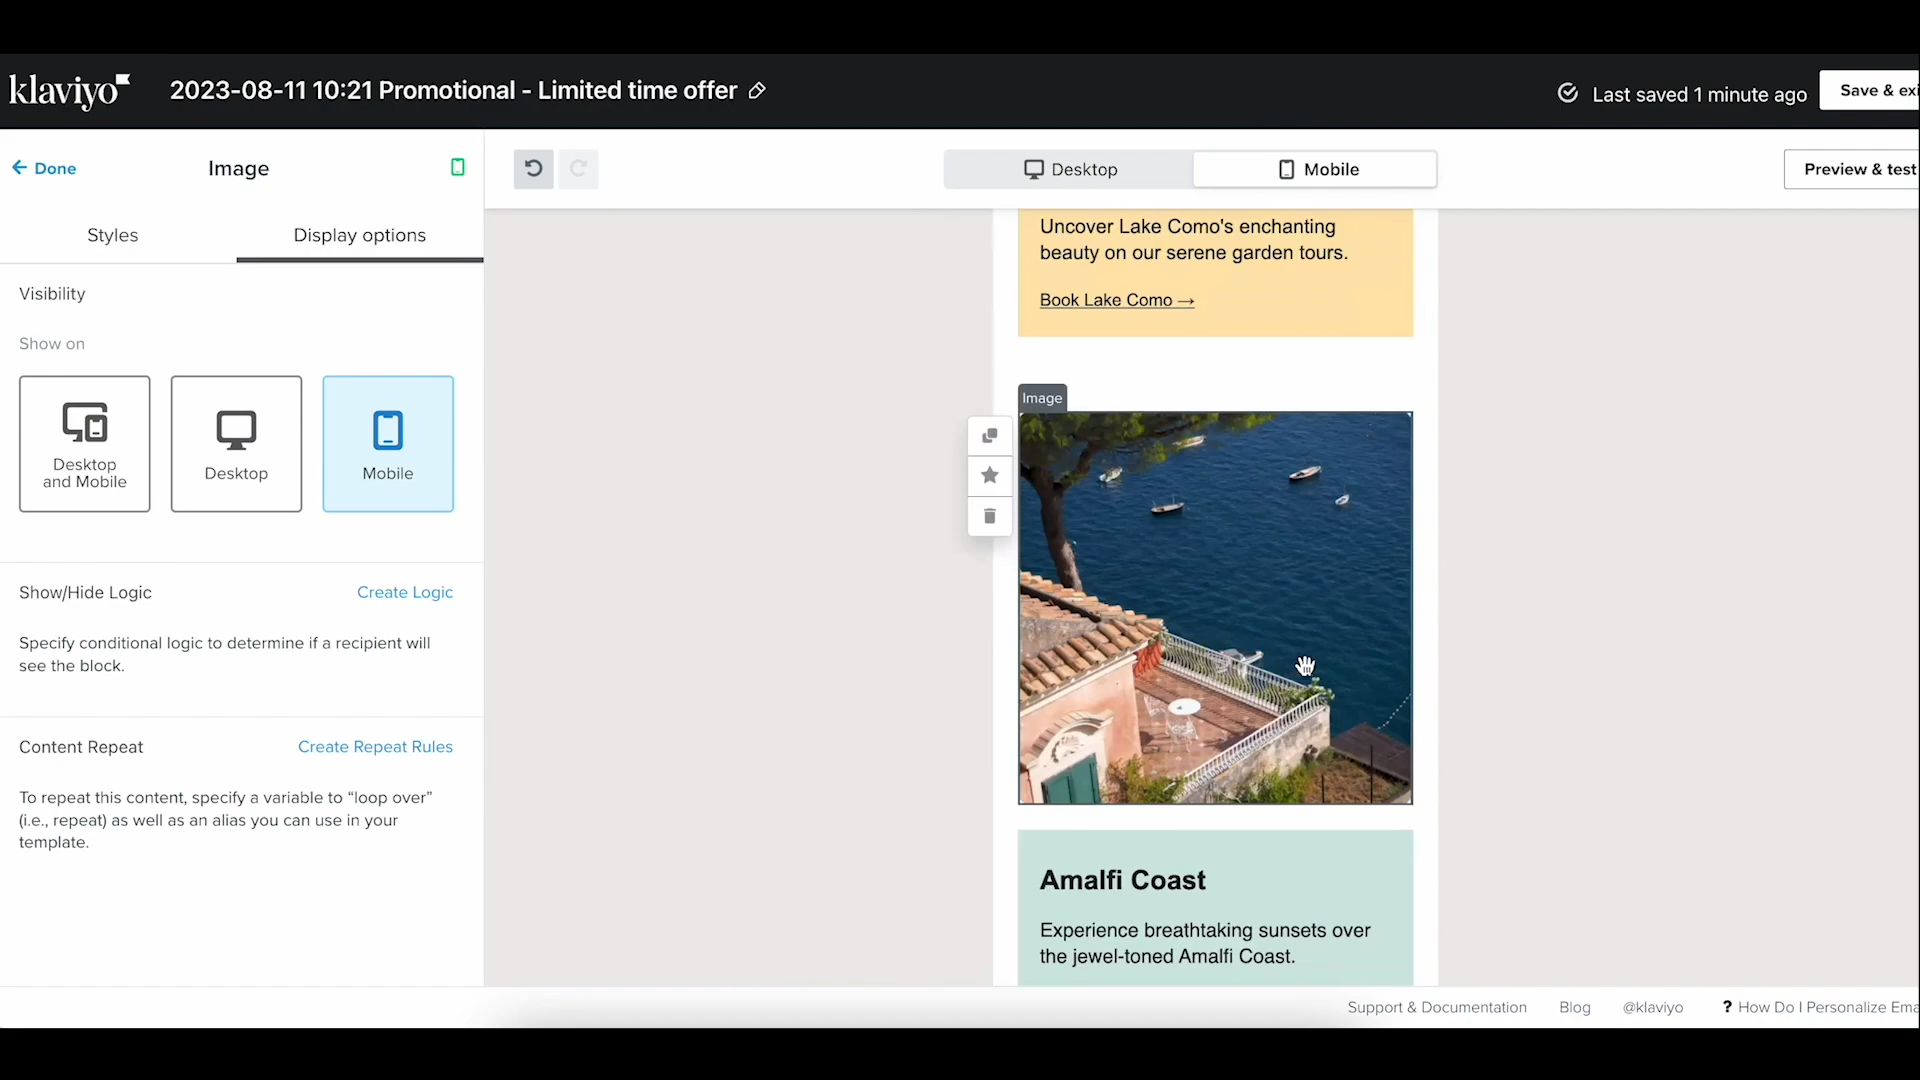 klaviyo
2023-08-11 10:21 Promotional - Limited time offer
Last saved 1 minute ago
Save & exi
Done
Image
Desktop
Mobile
Preview & test
Styles
Display options
Visibility
Show on
Desktop
and Mobile
Desktop
Mobile
Show/Hide Logic
Create Logic
Specify conditional logic to determine if a recipient will
see the block.
Content Repeat
Create Repeat Rules
To repeat this content, specify a variable to “loop over”
(i.e., repeat) as well as an alias you can use in your
template.
Uncover Lake Como's enchanting
beauty on our serene garden tours.
Book Lake Como →
Image
Amalfi Coast
Experience breathtaking sunsets over
the jewel-toned Amalfi Coast.
Support & Documentation
Blog
@klaviyo
? How Do I Personalize Ema